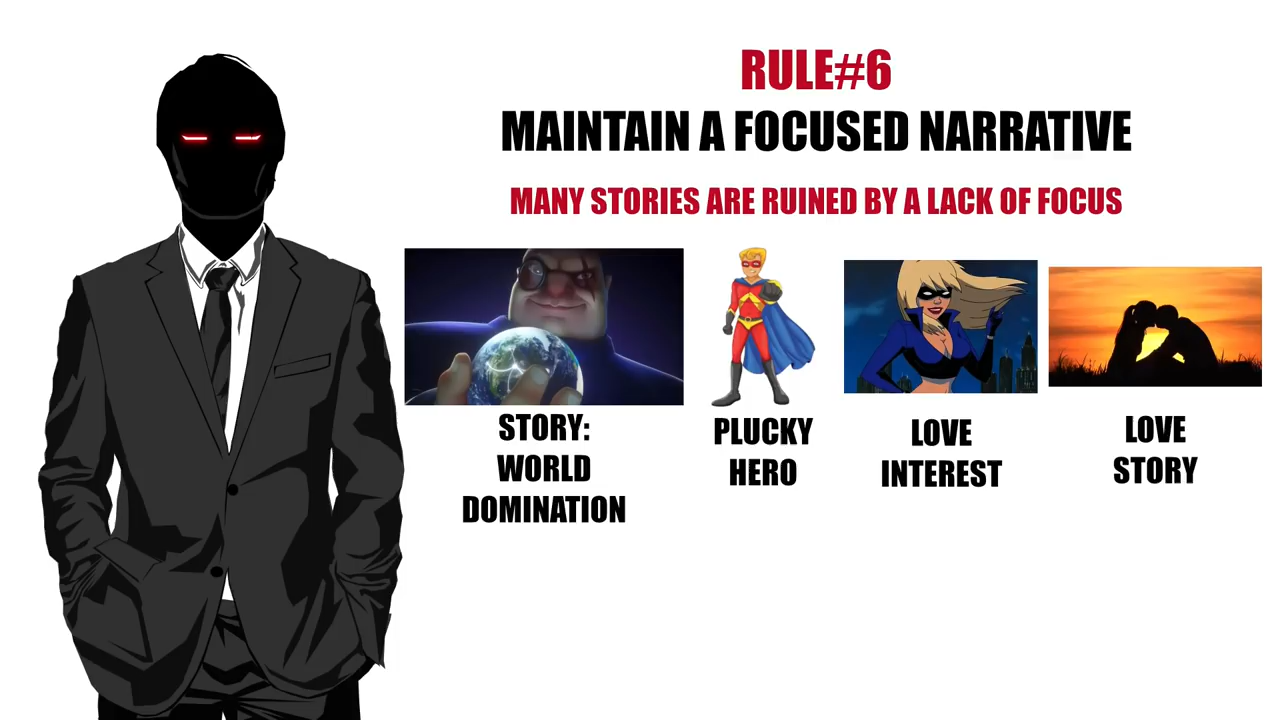 RULE#6
MAINTAIN A FOCUSED NARRATIVE
MANY STORIES ARE RUINED BY A LACK OF FOCUS
STORY:
WORLD
DOMINATION
PLUCKY
HERO
LOVE
INTEREST
LOVE
STORY